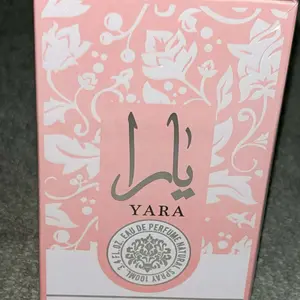 يارا
YARA
EAU DE PERFUME NATURAL SPRAY 100ML 3.4 FL.OZ.